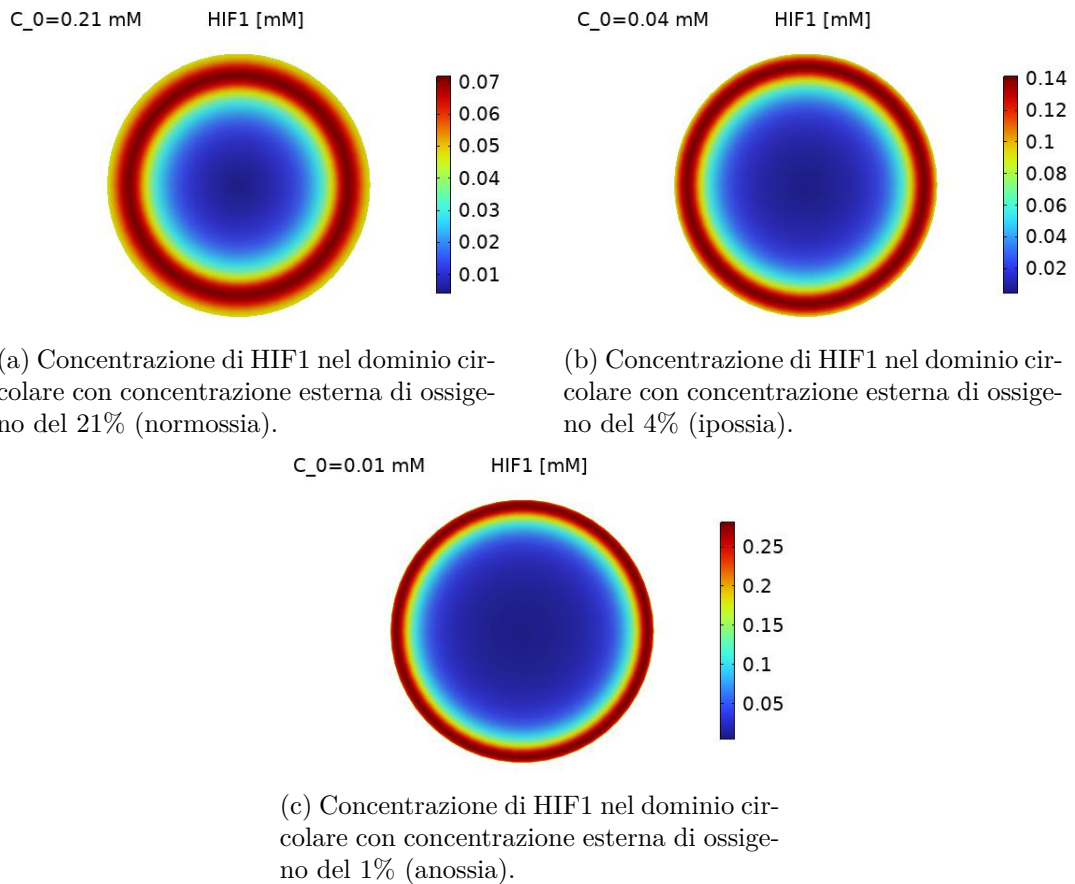 C_0=0.21 mM HIF1 [mM]
0.07
0.06
0.05
0.04
0.03
0.02
0.01
(a) Concentrazione di HIF1 nel dominio cir-
colare con concentrazione esterna di ossige-
no del 21% (normossia).
C_0=0.04 mM HIF1 [mM]
0.14
0.12
0.1
0.08
0.06
0.04
0.02
(b) Concentrazione di HIF1 nel dominio cir-
colare con concentrazione esterna di ossige-
no del 4% (ipossia).
C_0=0.01 mM HIF1 [mM]
0.25
0.2
0.15
0.1
0.05
(c) Concentrazione di HIF1 nel dominio cir-
colare con concentrazione esterna di ossige-
no del 1% (anossia).